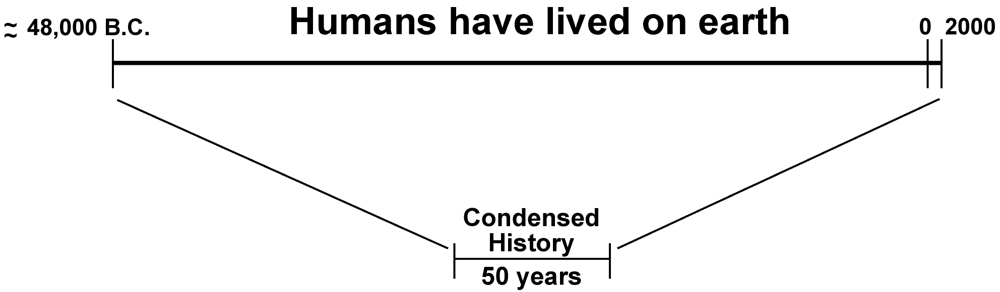 ≈ 48,000 B.C.
Humans have lived on earth
0 2000
Condensed
History
50 years